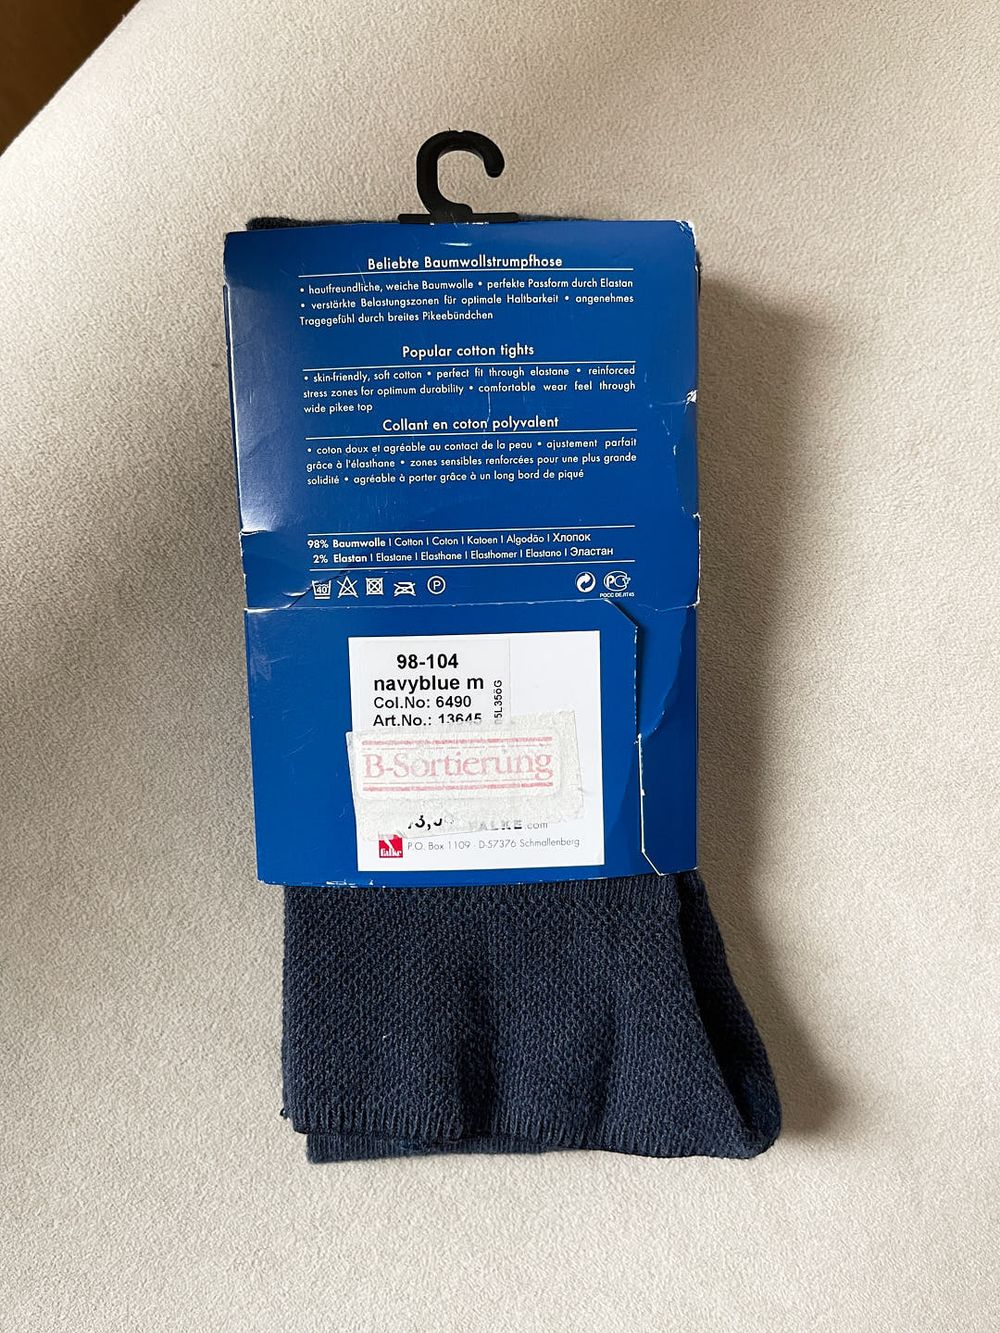 Beliebte Baumwollstrumpfhose
• hautfreundliche, weiche Baumwolle • perfekte Passform durch Elastan
• verstärkte Belastungszonen für optimale Haltbarkeit • angenehmes
Tragegefühl durch breites Pikeebündchen
Popular cotton tights
• skin-friendly, soft cotton • perfect fit through elastane • reinforced
stress zones for optimum durability • comfortable wear feel through
wide pikee top
Collant en coton polyvalent
• coton doux et agréable au contact de la peau • ajustement parfait
grâce à l'élasthane • zones sensibles renforcées pour une plus grande
solidité • agréable à porter grâce à un long bord de piqué
98% Baumwolle I Cotton I Coton I Katoen I Algodão I Хлопок
2% Elastan I Elastane I Elasthane I Elasthomer I Elastano I Эластан
40 P
98-104
navyblue m
Col.No: 6490
Art.No.: 13645
B-Sortierung
FALKE.com
falke P.O. Box 1109 · D-57376 Schmallenberg